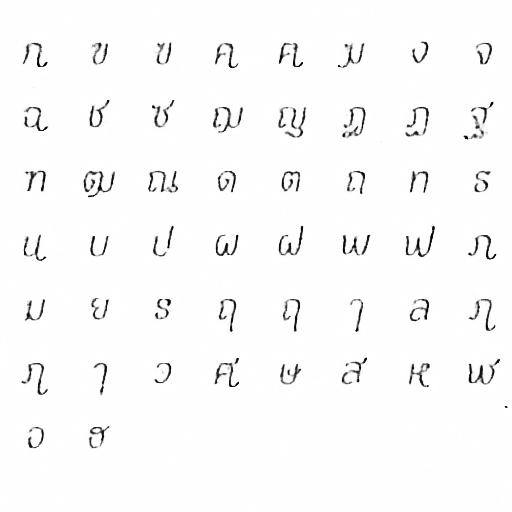 ก ข ฃ ค ฅ ฆ ง จ
ฉ ช ซ ฌ ญ ฎ ฏ ฐ
ฑ ฒ ณ ด ต ถ ท ธ
น บ ป ผ ฝ พ ฟ ภ
ม ย ร ฤ ฤ ๅ ล ฦ
ฦ ๅ ว ศ ษ ส ห ฬ
อ ฮ